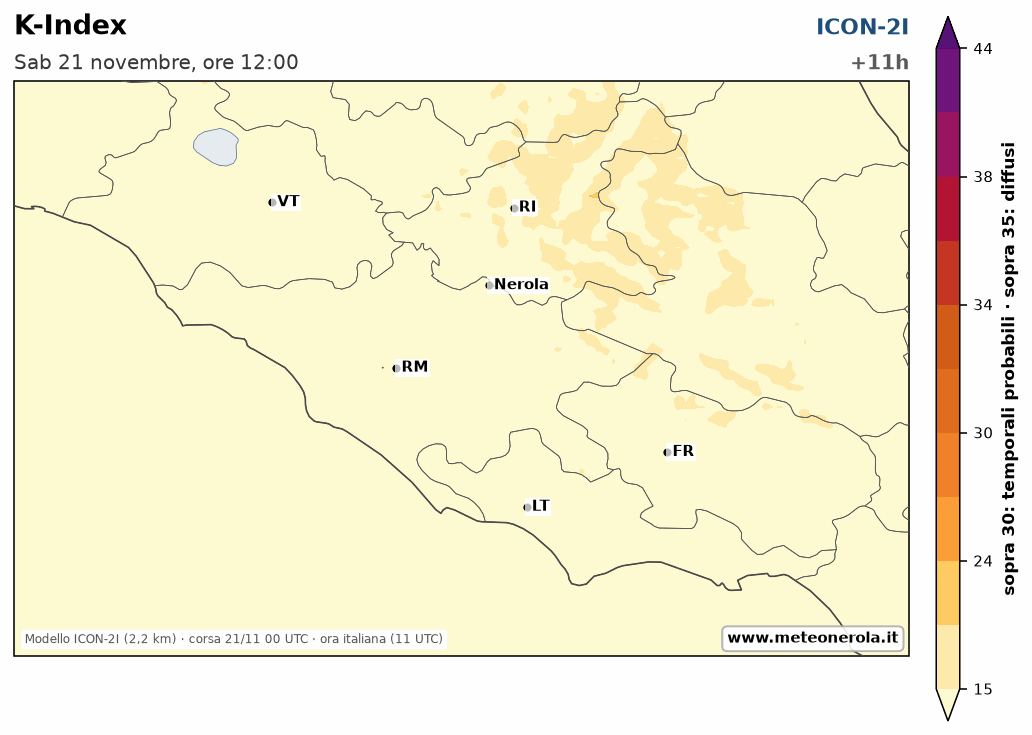 K-Index
ICON-2I
Sab 21 novembre, ore 12:00
+11h
VT
RI
Nerola
RM
FR
LT
Modello ICON-2I (2,2 km) · corsa 21/11 00 UTC · ora italiana (11 UTC)
www.meteonerola.it
44
38
34
30
24
15
sopra 30: temporali probabili · sopra 35: diffusi